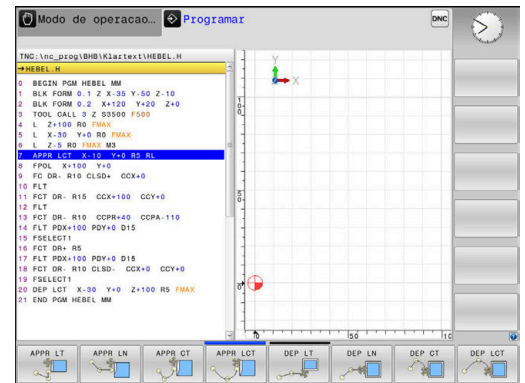 Modo de operacao...
Programar
DNC
TNC:\nc_prog\BHB\Klartext\HEBEL.H
→HEBEL.H
0 BEGIN PGM HEBEL MM
1 BLK FORM 0.1 Z X-35 Y-50 Z-10
2 BLK FORM 0.2 X+120 Y+20 Z+0
3 TOOL CALL 3 Z S3500 F500
4 L Z+100 R0 FMAX
5 L X-30 Y+0 R0 FMAX
6 L Z-5 R0 FMAX M3
7 APPR LCT X-10 Y+0 R5 RL
8 FPOL X+100 Y+0
9 FC DR- R10 CLSD+ CCX+0
10 FLT
11 FCT DR- R15 CCX+100 CCY+0
12 FLT
13 FCT DR- R10 CCPR+40 CCPA-110
14 FLT PDX+100 PDY+0 D15
15 FSELECT1
16 FCT DR+ R5
17 FLT PDX+100 PDY+0 D15
18 FCT DR- R10 CLSD- CCX+0 CCY+0
19 FSELECT1
20 DEP LCT X-30 Y+0 Z+100 R5 FMAX
21 END PGM HEBEL MM
Y
X
100
50
0
0
50
APPR LT
APPR LN
APPR CT
APPR LCT
DEP LT
DEP LN
DEP CT
DEP LCT